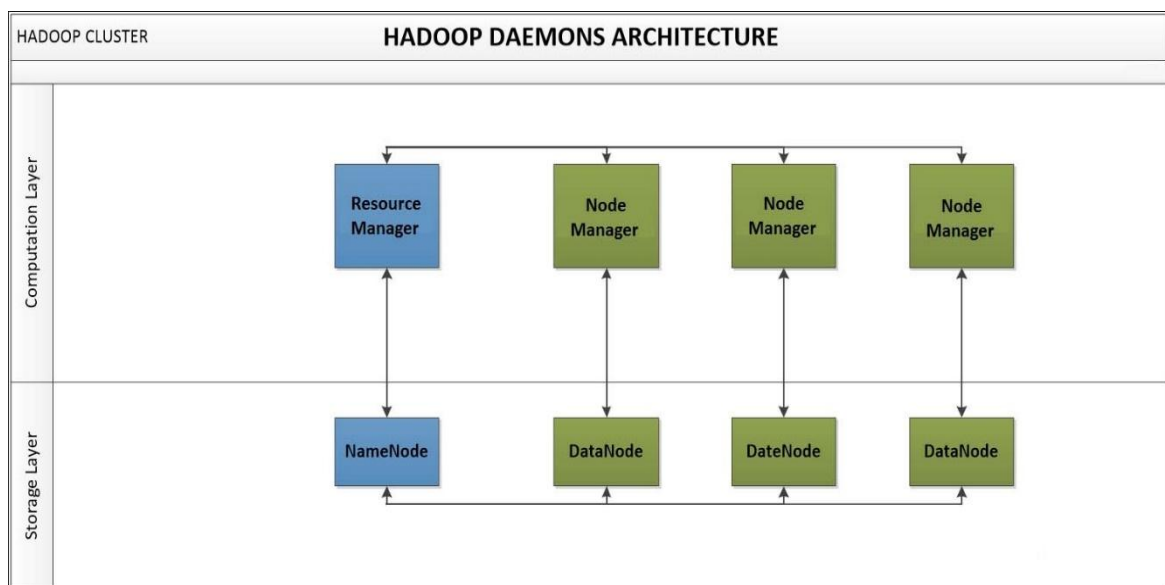 HADOOP CLUSTER
HADOOP DAEMONS ARCHITECTURE
Computation Layer
Resource
Manager
Node
Manager
Node
Manager
Node
Manager
Storage Layer
NameNode
DataNode
DateNode
DataNode